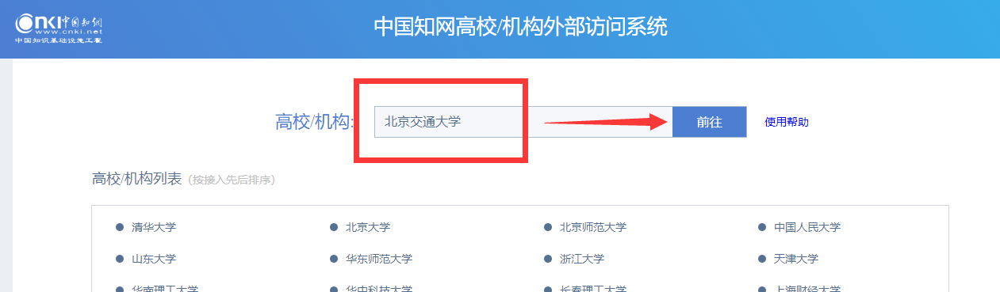 cnki中国知网
www.cnki.net
中国知识基础设施工程
中国知网高校/机构外部访问系统
高校/机构:
北京交通大学
前往
使用帮助
高校/机构列表 (按接入先后排序)
清华大学 北京大学 北京师范大学 中国人民大学
山东大学 华东师范大学 浙江大学 天津大学
华南理工大学 华中科技大学 长春理工大学 上海财经大学